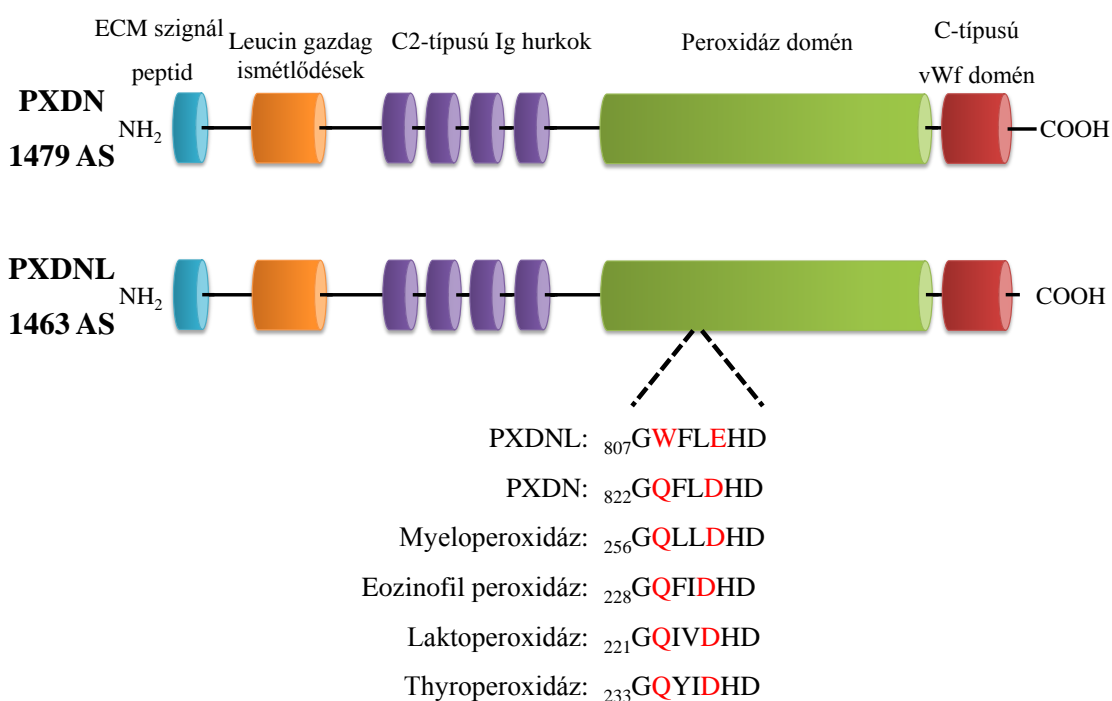 ECM szignál
peptid
Leucin gazdag
ismétlődések
C2-típusú Ig hurkok
Peroxidáz domén
C-típusú
vWf domén
PXDN
1479 AS
NH2
COOH
PXDNL
1463 AS
NH2
COOH
PXDNL: 807GWFLEHD
PXDN: 822GQFLDHD
Myeloperoxidáz: 256GQLLDHD
Eozinofil peroxidáz: 228GQFIDHD
Laktoperoxidáz: 221GQIVDHD
Thyroperoxidáz: 233GQYIDHD